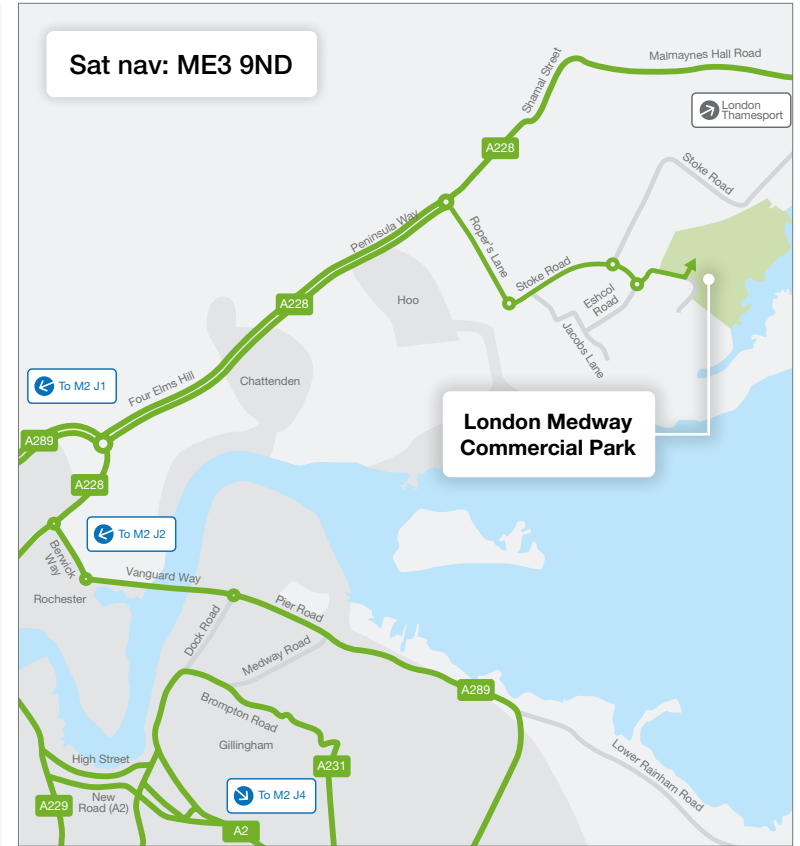 Sat nav: ME3 9ND
Malmaynes Hall Road
Shamal Street
London
Thamesport
A228
Stoke Road
Peninsula Way
Roper's Lane
Stoke Road
Eshcol
Road
A228
Hoo
Jacobs Lane
Four Elms Hill
Chattenden
To M2 J1
London Medway
Commercial Park
A289
A228
To M2 J2
Berwick
Way
Vanguard Way
Rochester
Pier Road
Dock Road
Medway Road
A289
Brompton Road
Gillingham
High Street
A231
Lower Rainham Road
New
Road (A2)
A229
To M2 J4
A2